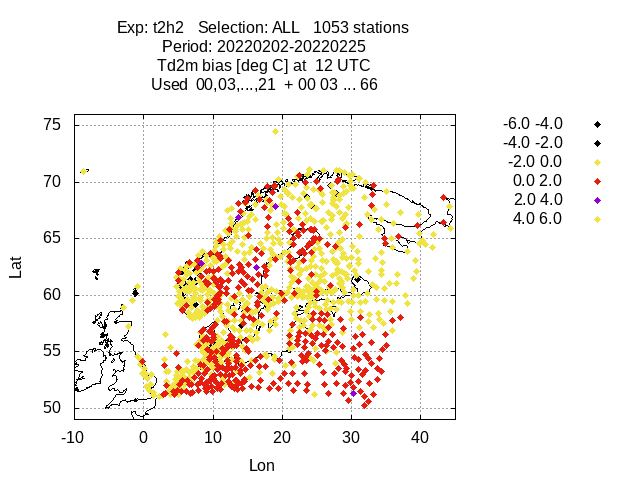 Exp: t2h2   Selection: ALL   1053 stations
Period: 20220202-20220225
Td2m bias [deg C] at  12 UTC
Used  00,03,...,21  + 00 03 ... 66
-6.0 -4.0
-4.0 -2.0
-2.0 0.0
0.0 2.0
2.0 4.0
4.0 6.0
75
70
65
60
55
50
Lat
-10 0 10 20 30 40
Lon